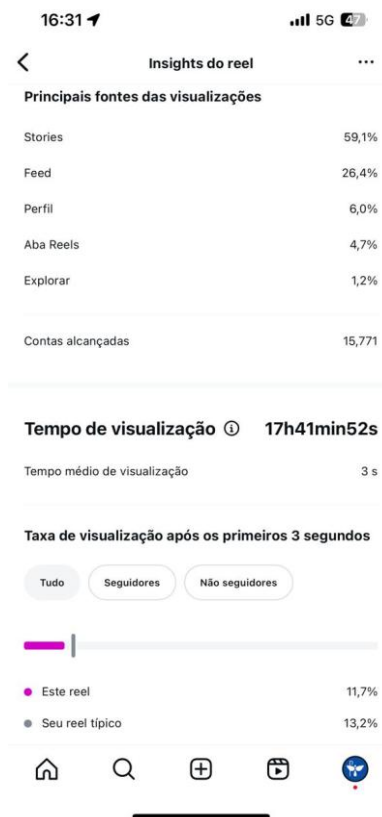 16:31 5G 47
Insights do reel
Principais fontes das visualizações
Stories 59,1%
Feed 26,4%
Perfil 6,0%
Aba Reels 4,7%
Explorar 1,2%
Contas alcançadas 15,771
Tempo de visualização 17h41min52s
Tempo médio de visualização 3 s
Taxa de visualização após os primeiros 3 segundos
Tudo Seguidores Não seguidores
Este reel 11,7%
Seu reel típico 13,2%